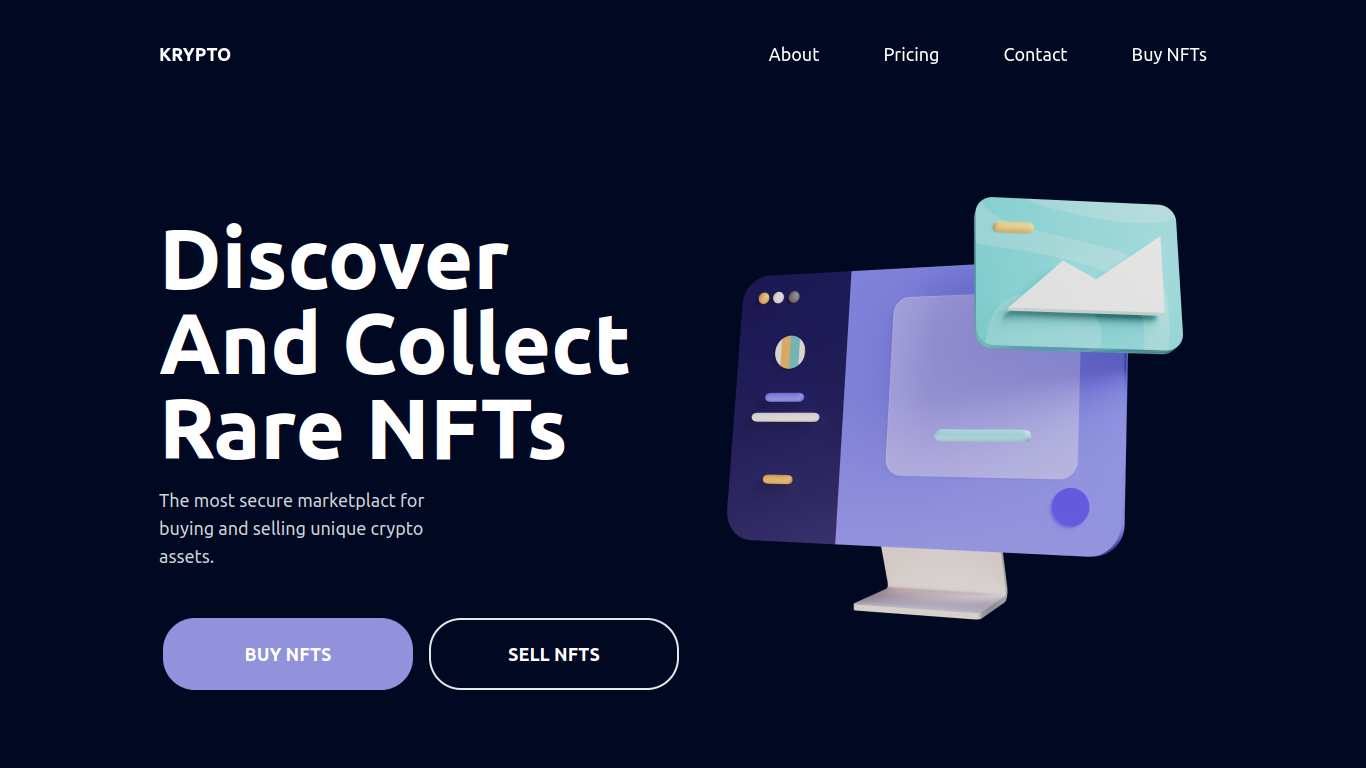 KRYPTO
About
Pricing
Contact
Buy NFTs
Discover
And Collect
Rare NFTs
The most secure marketplact for
buying and selling unique crypto
assets.
BUY NFTS
SELL NFTS